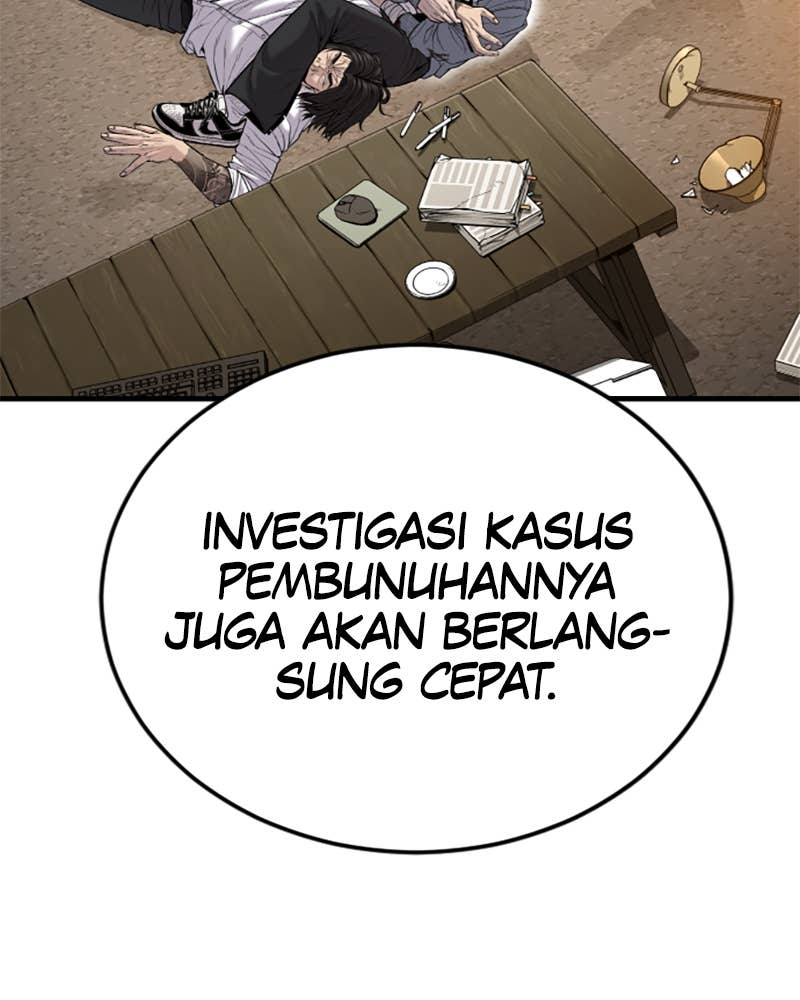 INVESTIGASI KASUS
PEMBUNUHANNYA
JUGA AKAN BERLANG-
SUNG CEPAT.